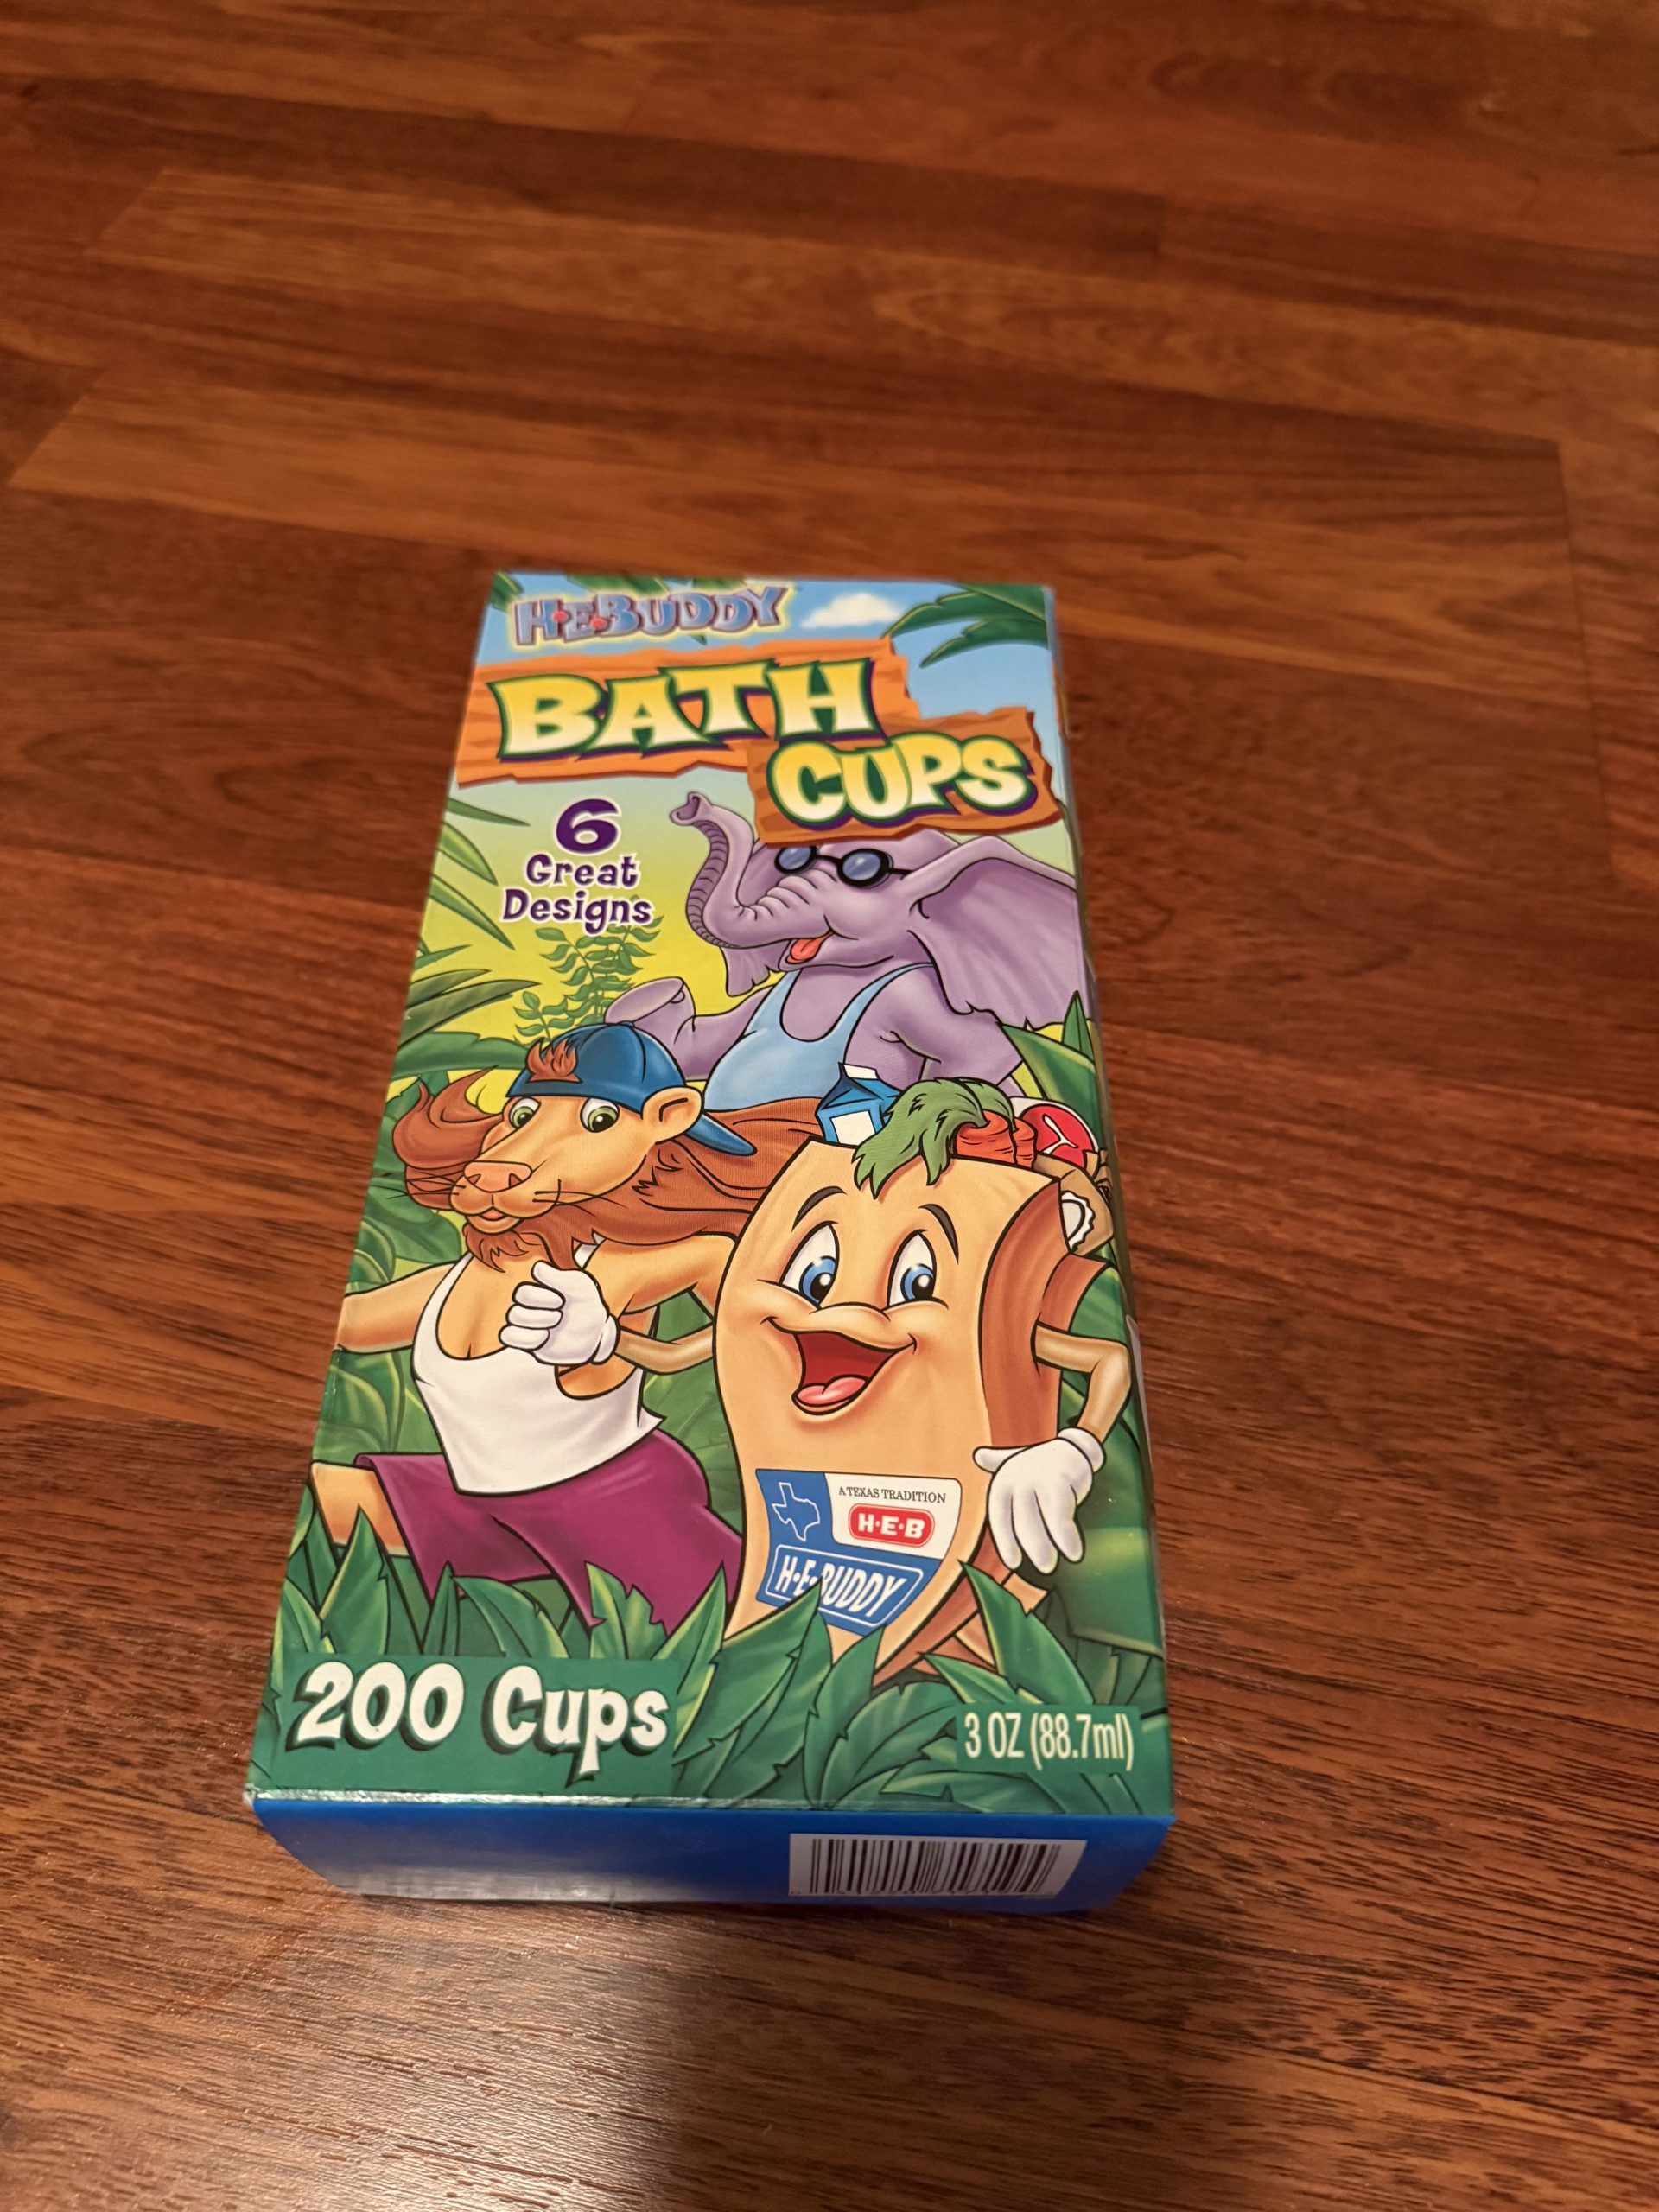 H·E·BUDDY
BATH
CUPS
6
Great
Designs
A TEXAS TRADITION
H·E·B
H·E·BUDDY
200 Cups
3 OZ (88.7ml)